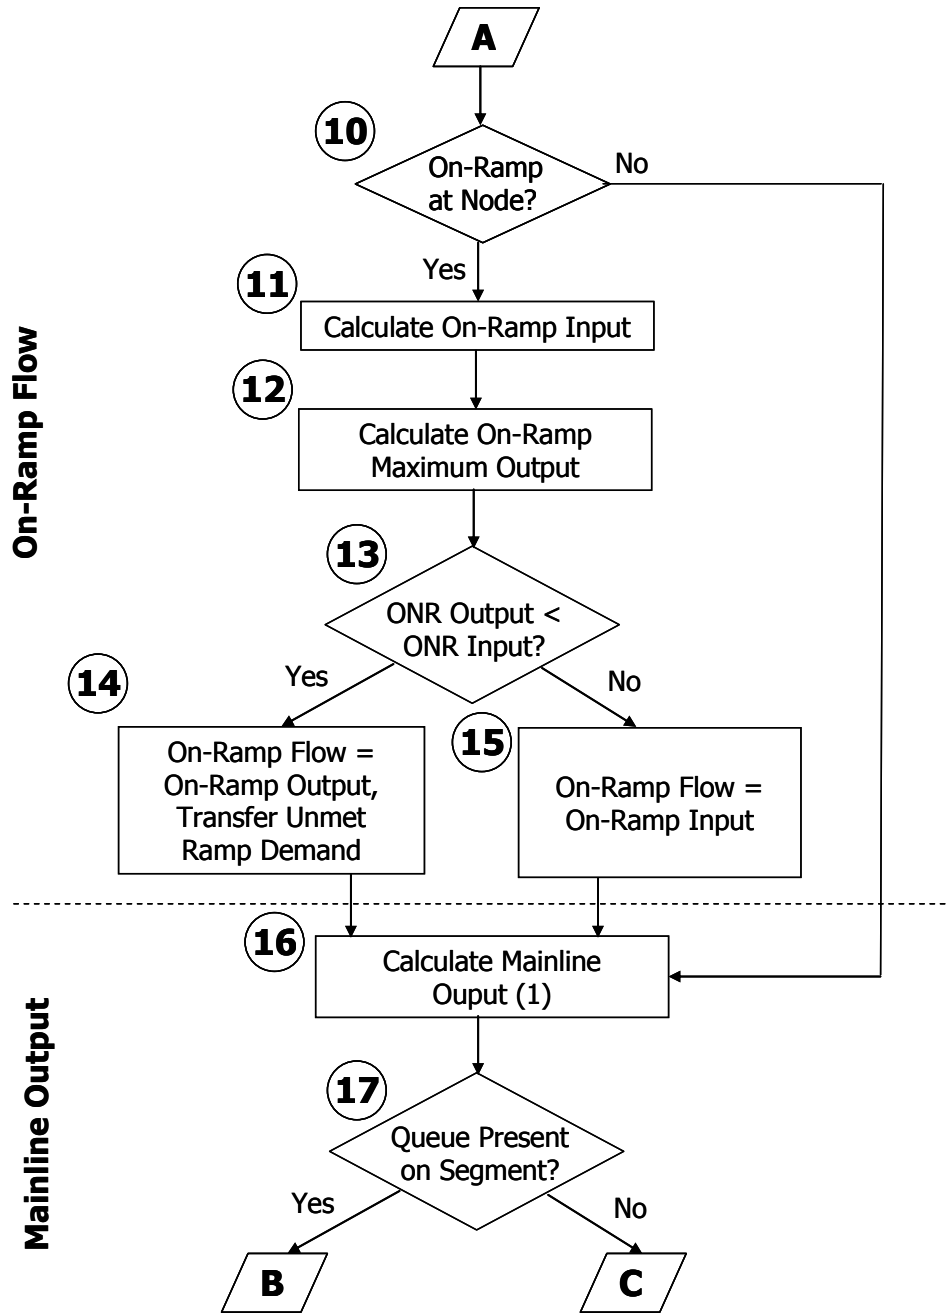 A
10
On-Ramp
at Node?
No
Yes
11
Calculate On-Ramp Input
12
Calculate On-Ramp
Maximum Output
On-Ramp Flow
13
ONR Output <
ONR Input?
Yes
No
14
On-Ramp Flow =
On-Ramp Output,
Transfer Unmet
Ramp Demand
15
On-Ramp Flow =
On-Ramp Input
16
Calculate Mainline
Ouput (1)
Mainline Output
17
Queue Present
on Segment?
Yes
No
B
C